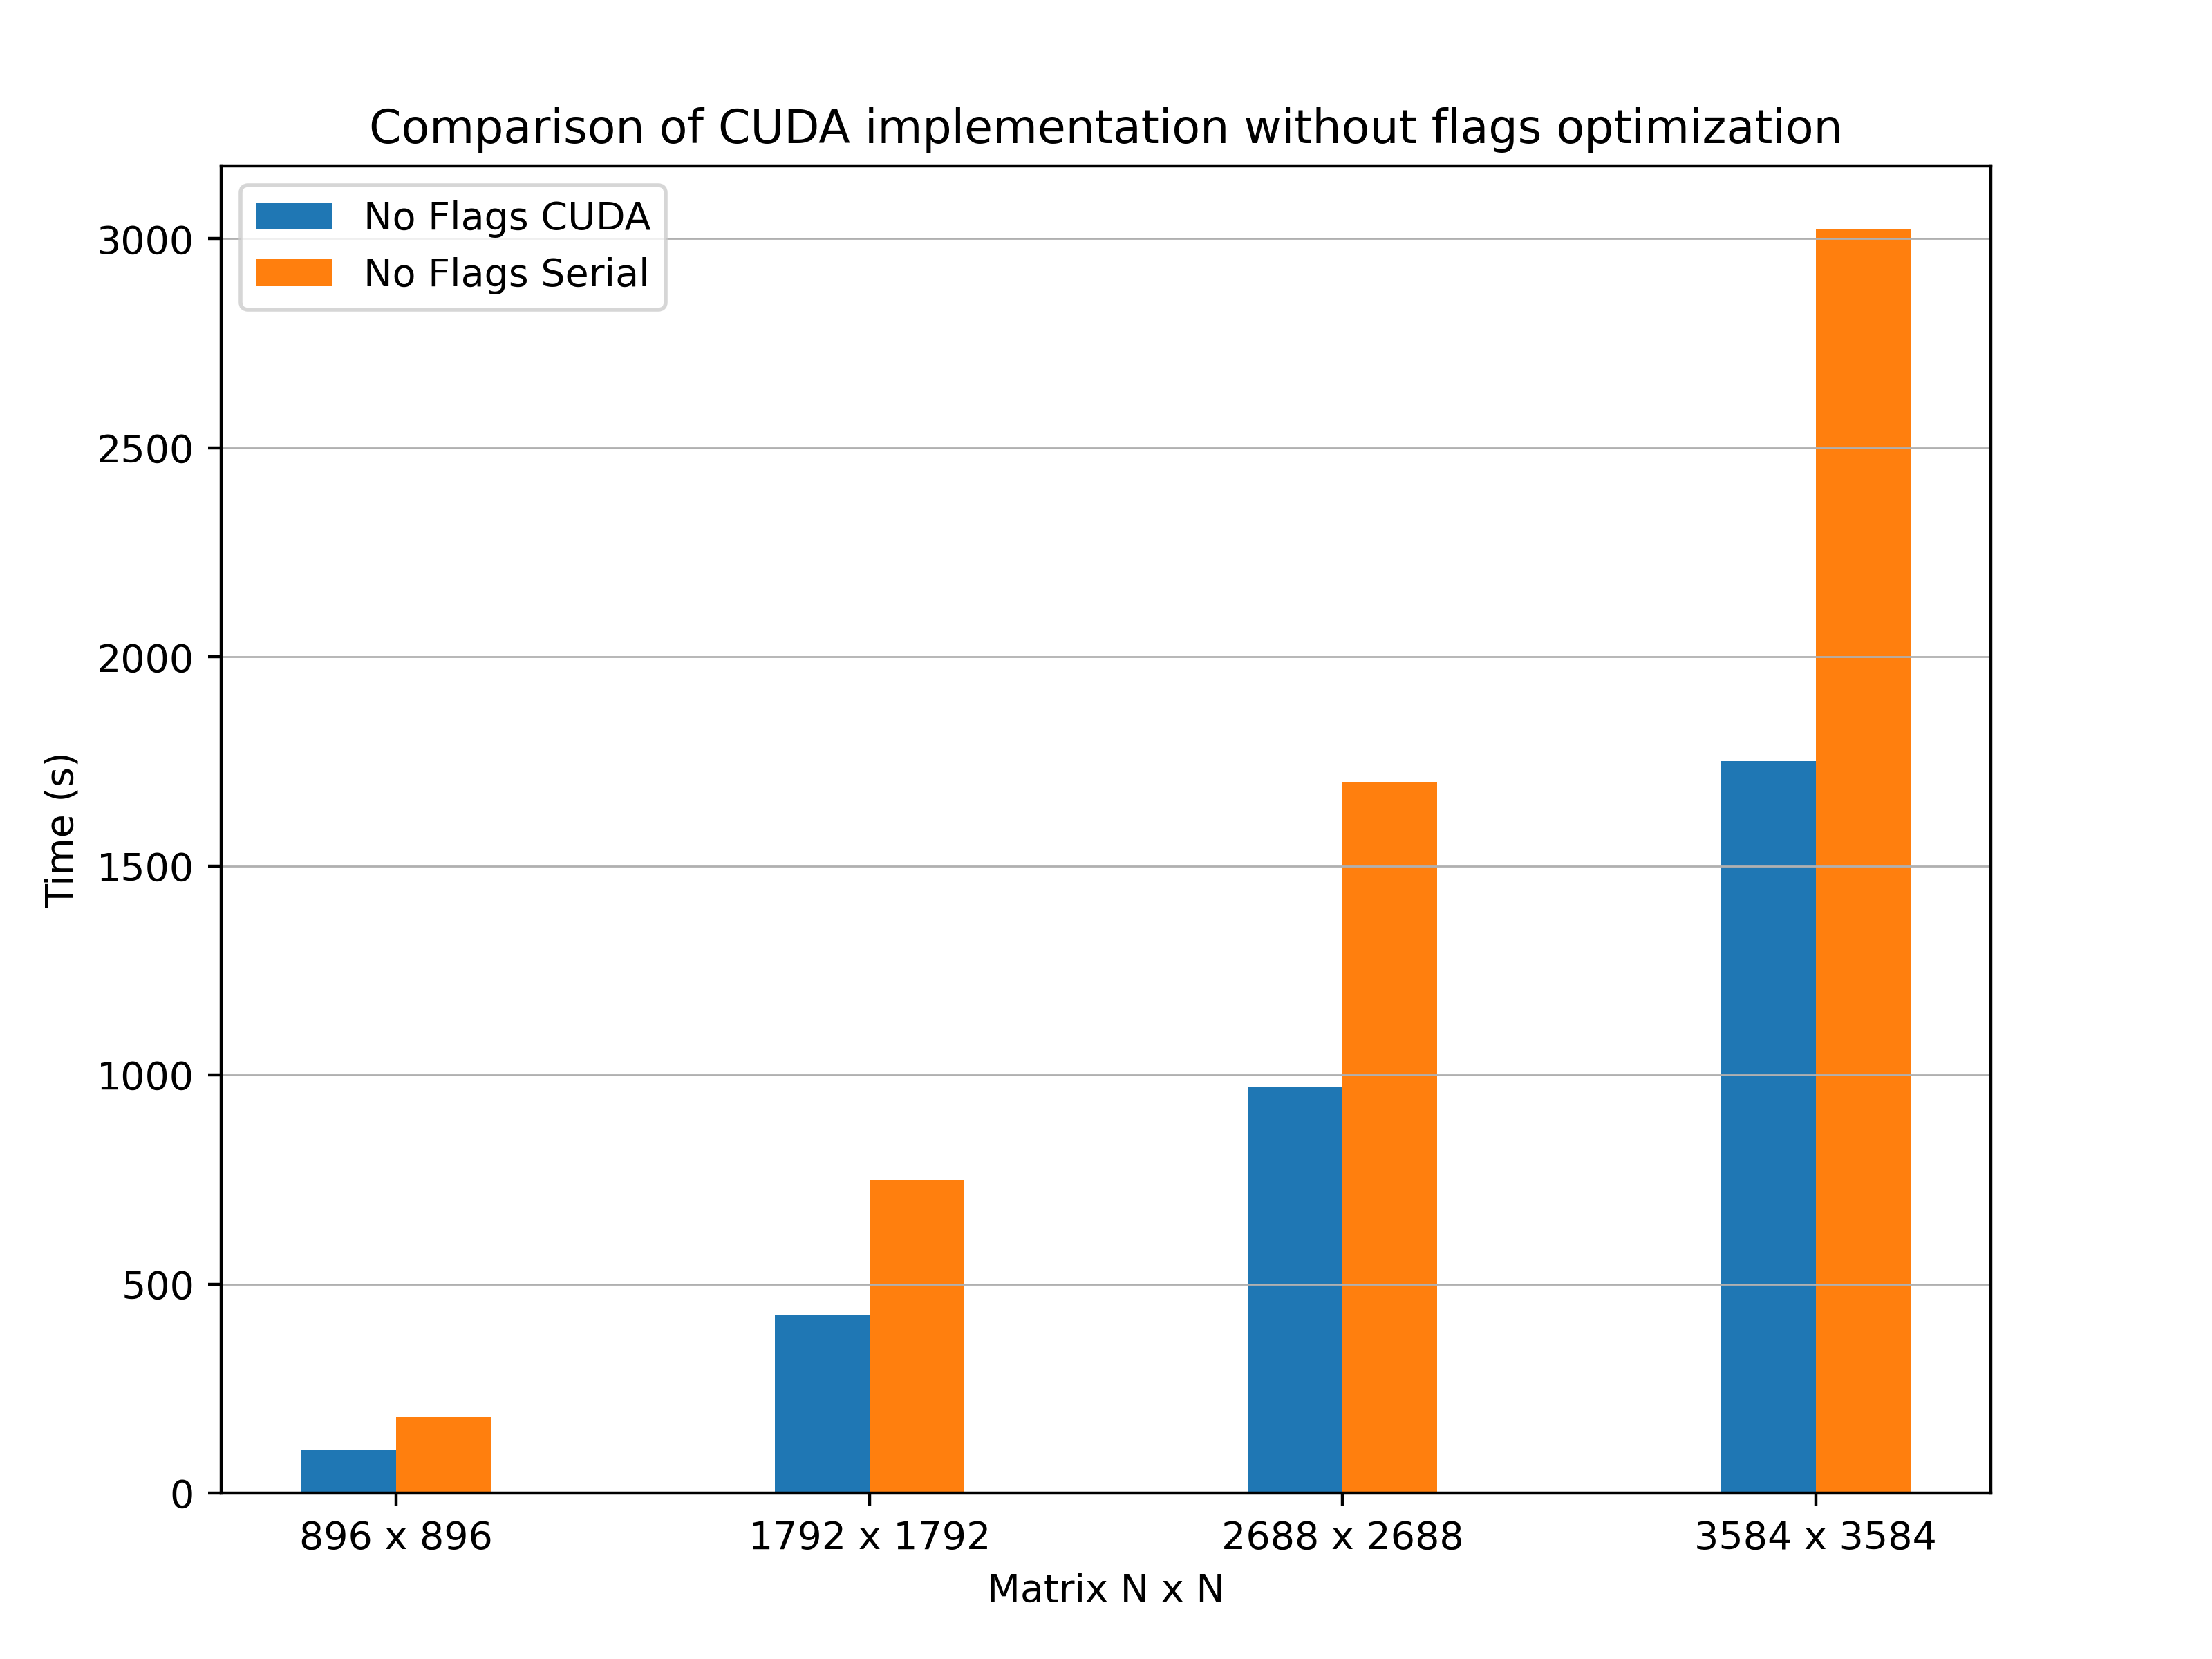 Comparison of CUDA implementation without flags optimization
No Flags CUDA
No Flags Serial
3000
2500
2000
1500
1000
500
0
Time (s)
896 x 896
1792 x 1792
2688 x 2688
3584 x 3584
Matrix N x N